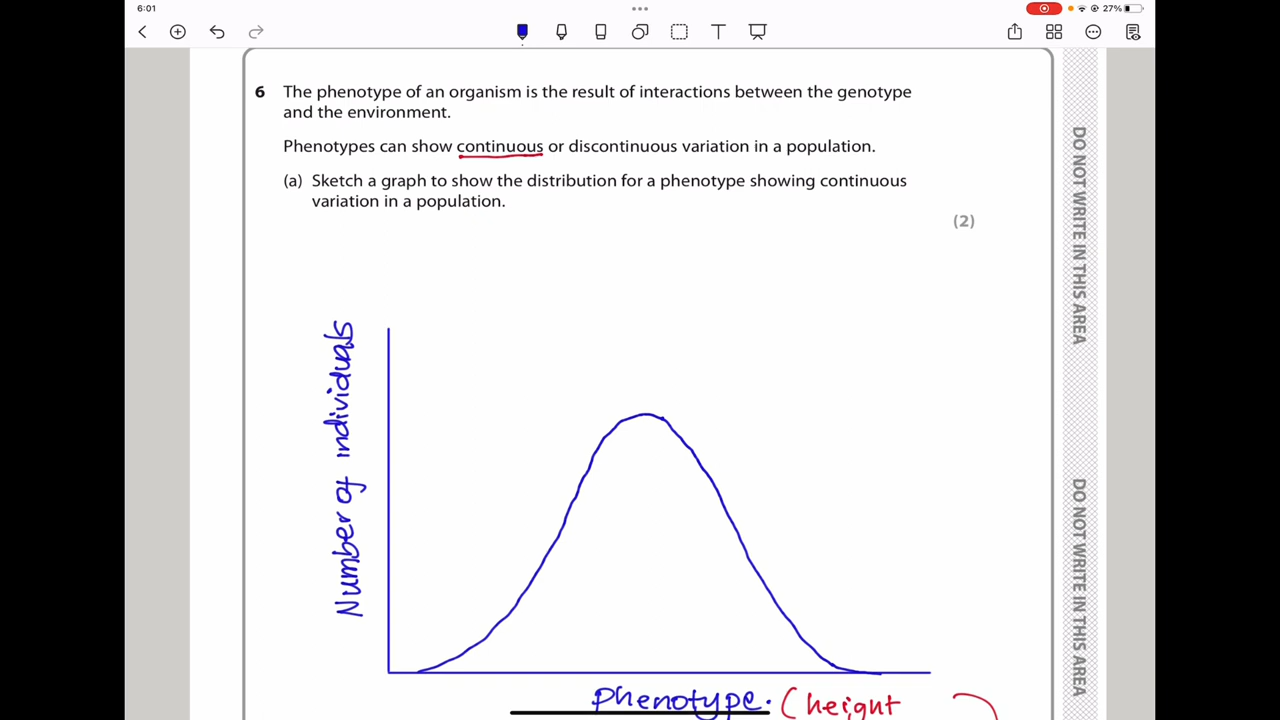 6:01
27%
T
6 The phenotype of an organism is the result of interactions between the genotype
and the environment.
Phenotypes can show continuous or discontinuous variation in a population.
(a) Sketch a graph to show the distribution for a phenotype showing continuous
variation in a population.
(2)
Number of individuals
phenotype. (height
DO NOT WRITE IN THIS AREA
DO NOT WRITE IN THIS AREA